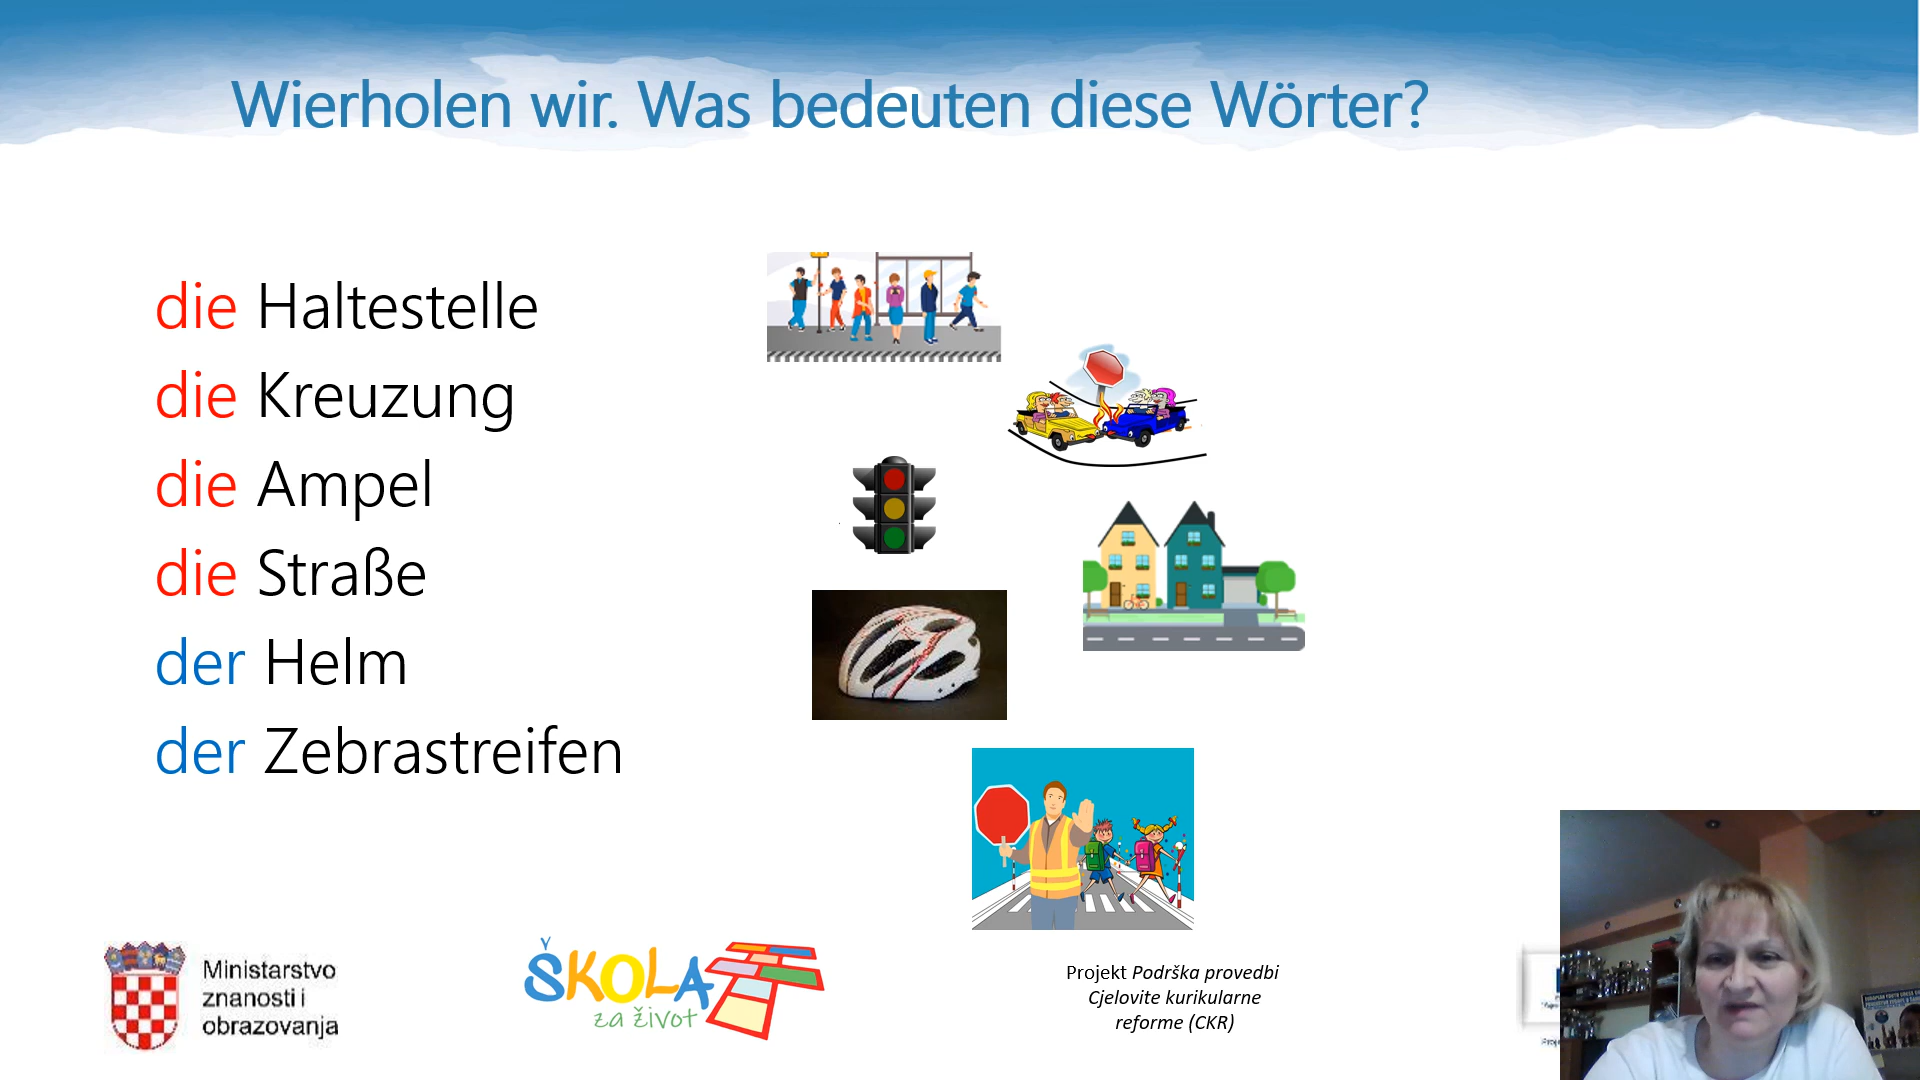 Wierholen wir. Was bedeuten diese Wörter?
die Haltestelle
die Kreuzung
die Ampel
die Straße
der Helm
der Zebrastreifen
Ministarstvo
znanosti i
obrazovanja
ŠKOLA
za život
Projekt Podrška provedbi
Cjelovite kurikularne
reforme (CKR)